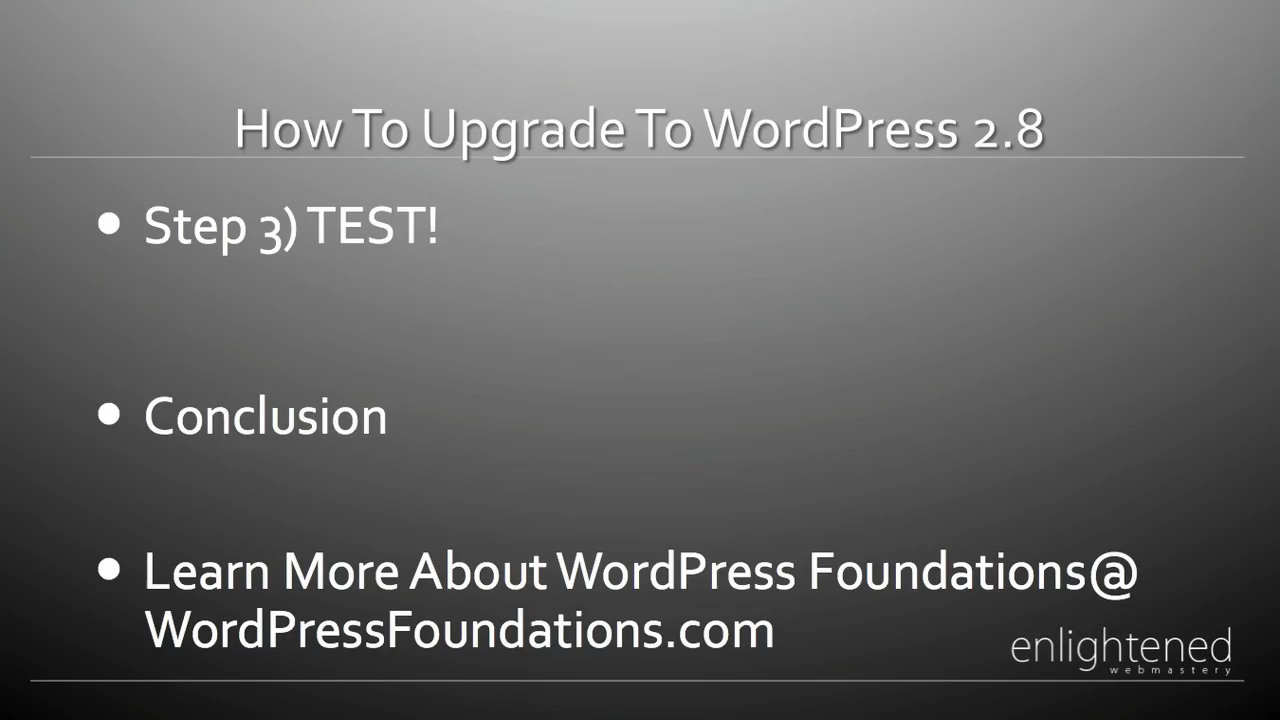 How To Upgrade To WordPress 2.8
• Step 3) TEST!
• Conclusion
• Learn More About WordPress Foundations@
WordPressFoundations.com
enlightened
webmastery